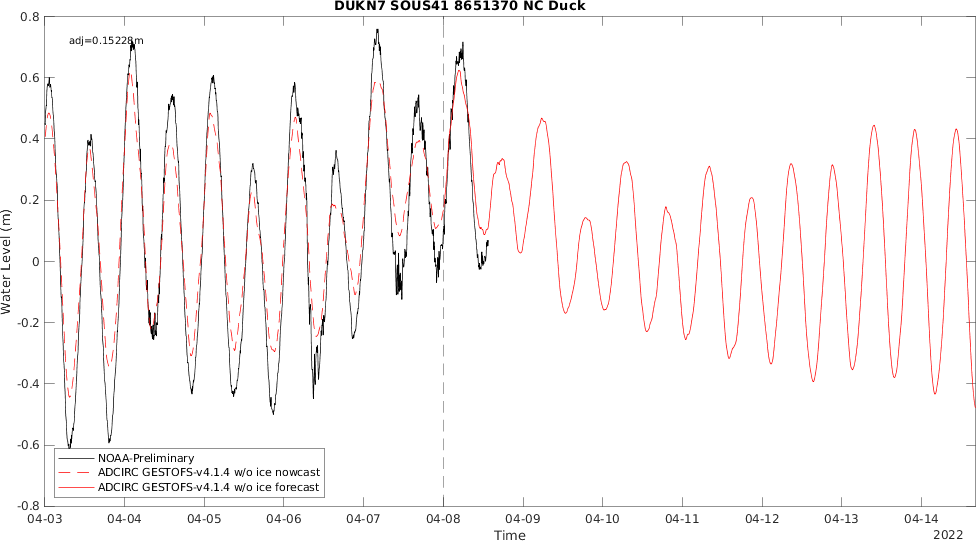 DUKN7 SOUS41 8651370 NC Duck
adj=0.15228m
Water Level (m)
0.8
0.6
0.4
0.2
0
-0.2
-0.4
-0.6
-0.8
NOAA-Preliminary
ADCIRC GESTOFS-v4.1.4 w/o ice nowcast
ADCIRC GESTOFS-v4.1.4 w/o ice forecast
04-03 04-04 04-05 04-06 04-07 04-08 04-09 04-10 04-11 04-12 04-13 04-14
Time
2022